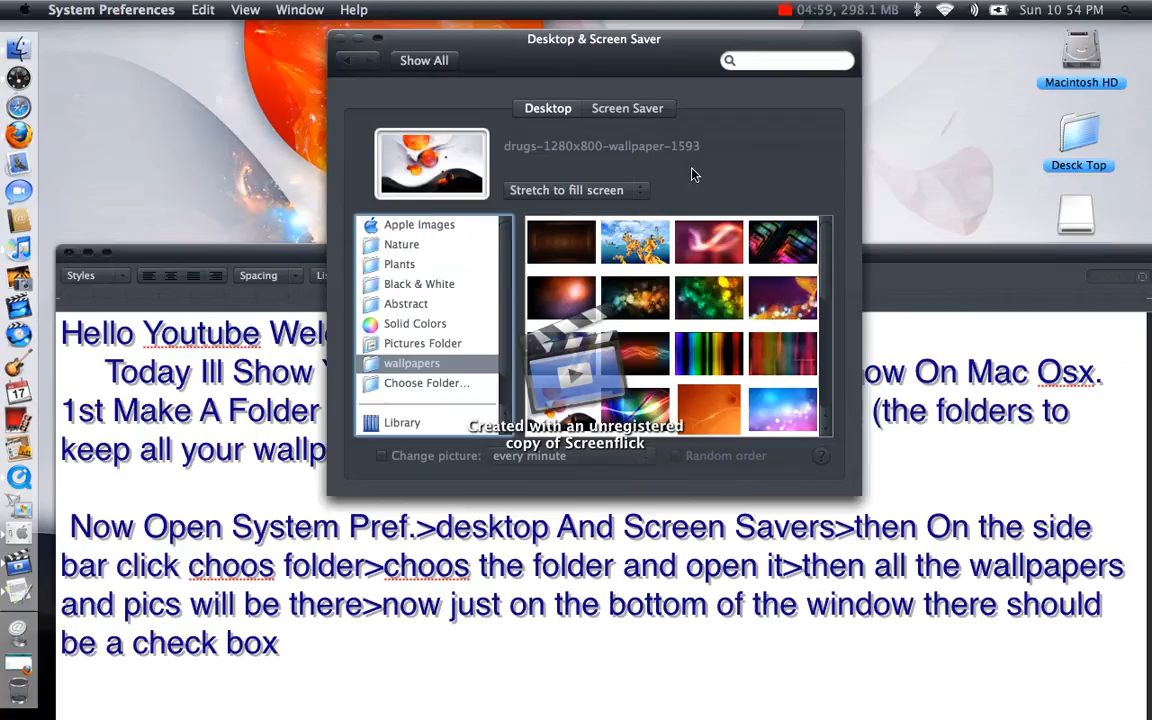 System Preferences Edit View Window Help 04:59, 298.1 MB Sun 10 54 PM
Desktop & Screen Saver
Show All
Macintosh HD
Desktop Screen Saver
drugs-1280x800-wallpaper-1593
Desck Top
Stretch to fill screen
Apple Images
Nature
Plants
Black & White
Abstract
Solid Colors
Pictures Folder
wallpapers
Choose Folder...
Library
Created with an unregistered
copy of Screenflick
Change picture: every minute Random order ?
Styles Spacing
Hello Youtube
Today Ill Show ow On Mac Osx.
1st Make A Folder (the folders to
keep all your wallp
Now Open System Pref.>desktop And Screen Savers>then On the side
bar click choos folder>choos the folder and open it>then all the wallpapers
and pics will be there>now just on the bottom of the window there should
be a check box
17